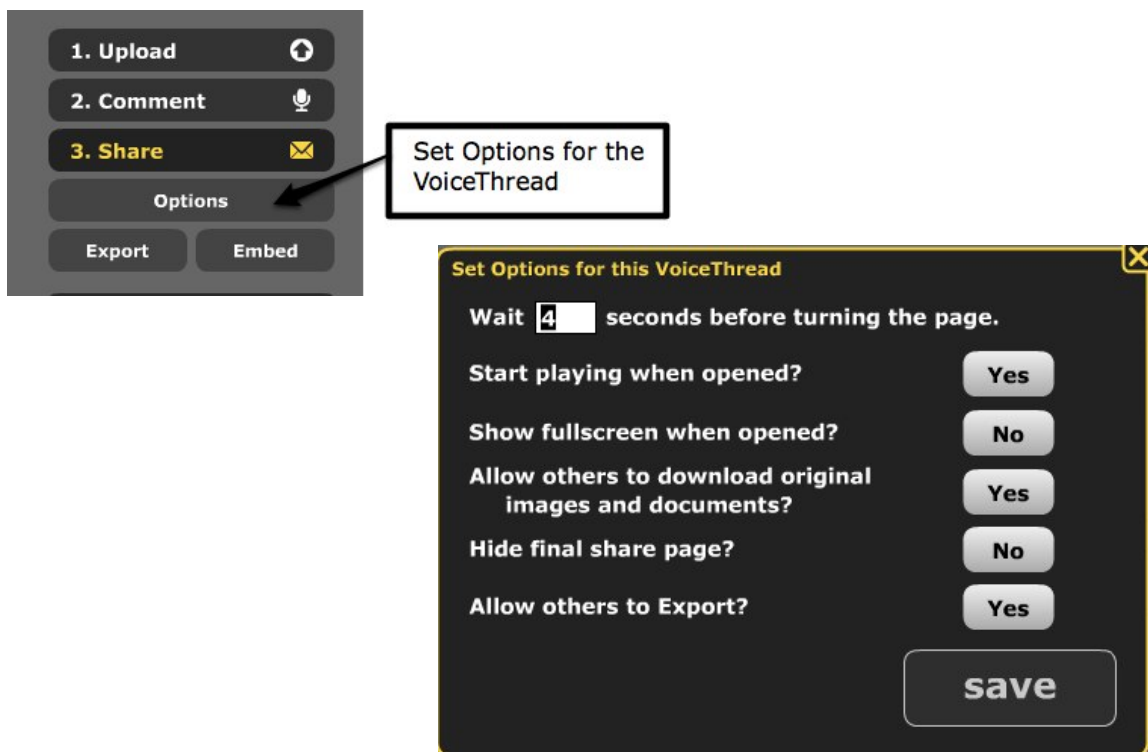 1. Upload
2. Comment
3. Share
Options
Export Embed
Set Options for the
VoiceThread
Set Options for this VoiceThread
Wait 4 seconds before turning the page.
Start playing when opened? Yes
Show fullscreen when opened? No
Allow others to download original
images and documents? Yes
Hide final share page? No
Allow others to Export? Yes
save